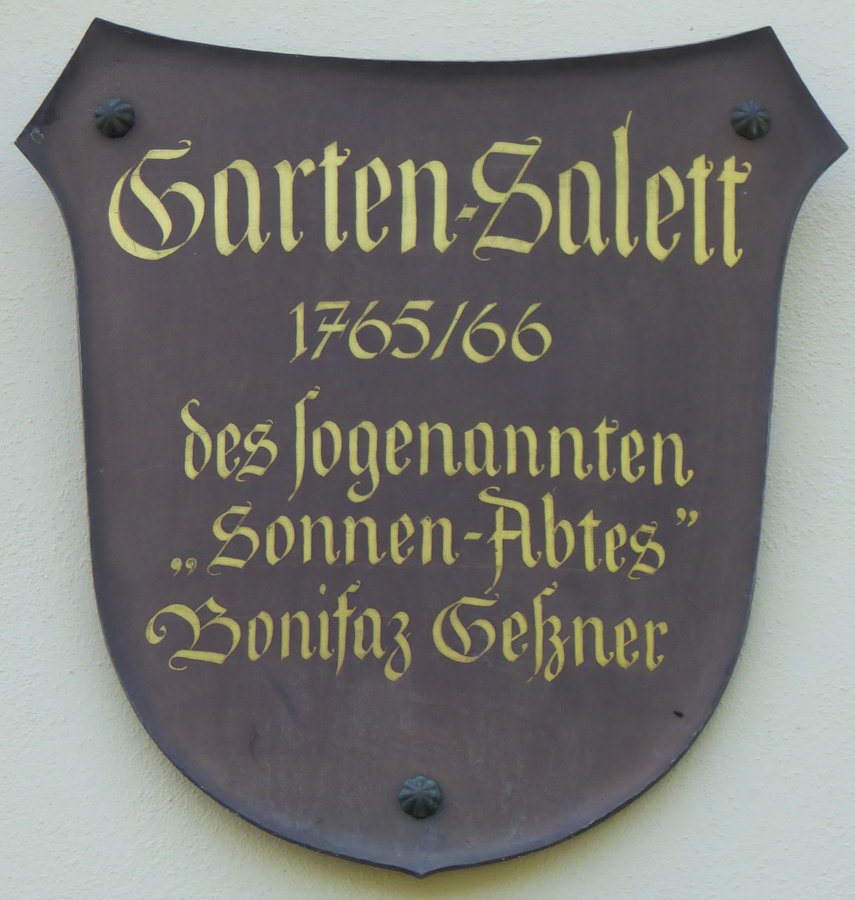 Garten-Salett
1765/66
des sogenannten
„Sonnen-Abtes”
Bonifaz Geßner